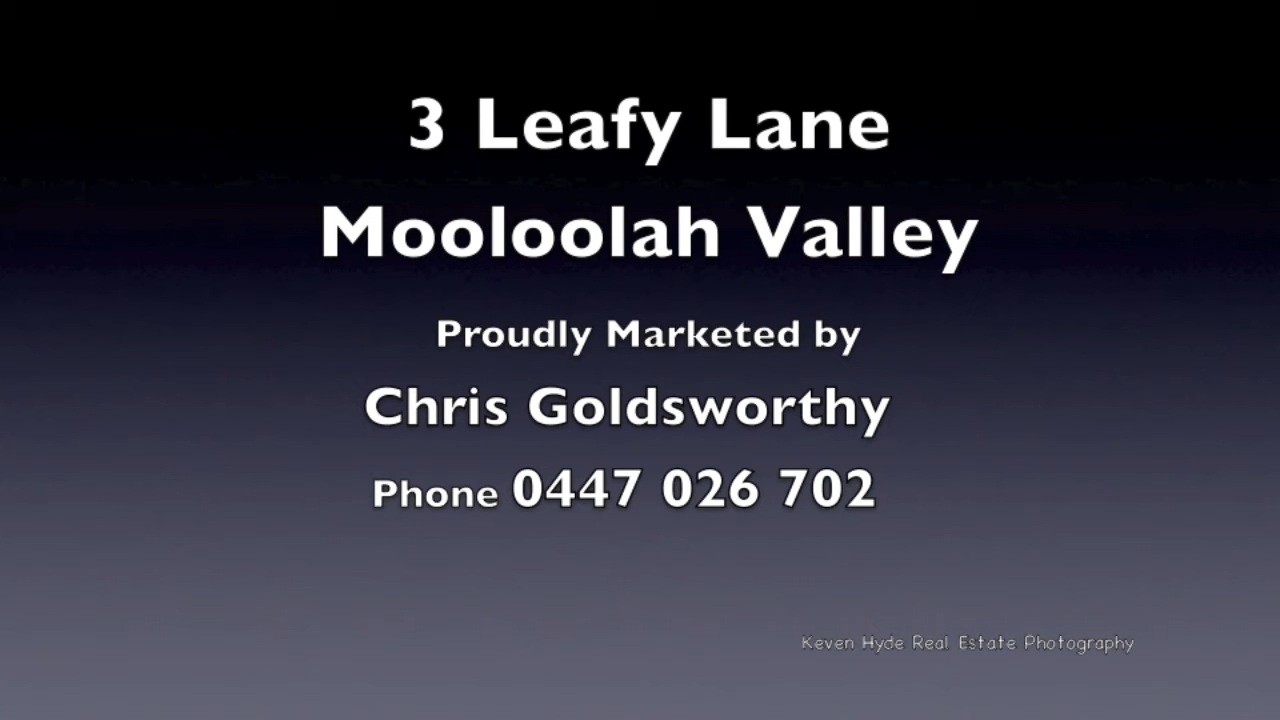 3 Leafy Lane
Mooloolah Valley
Proudly Marketed by
Chris Goldsworthy
Phone 0447 026 702
Keven Hyde Real Estate Photography